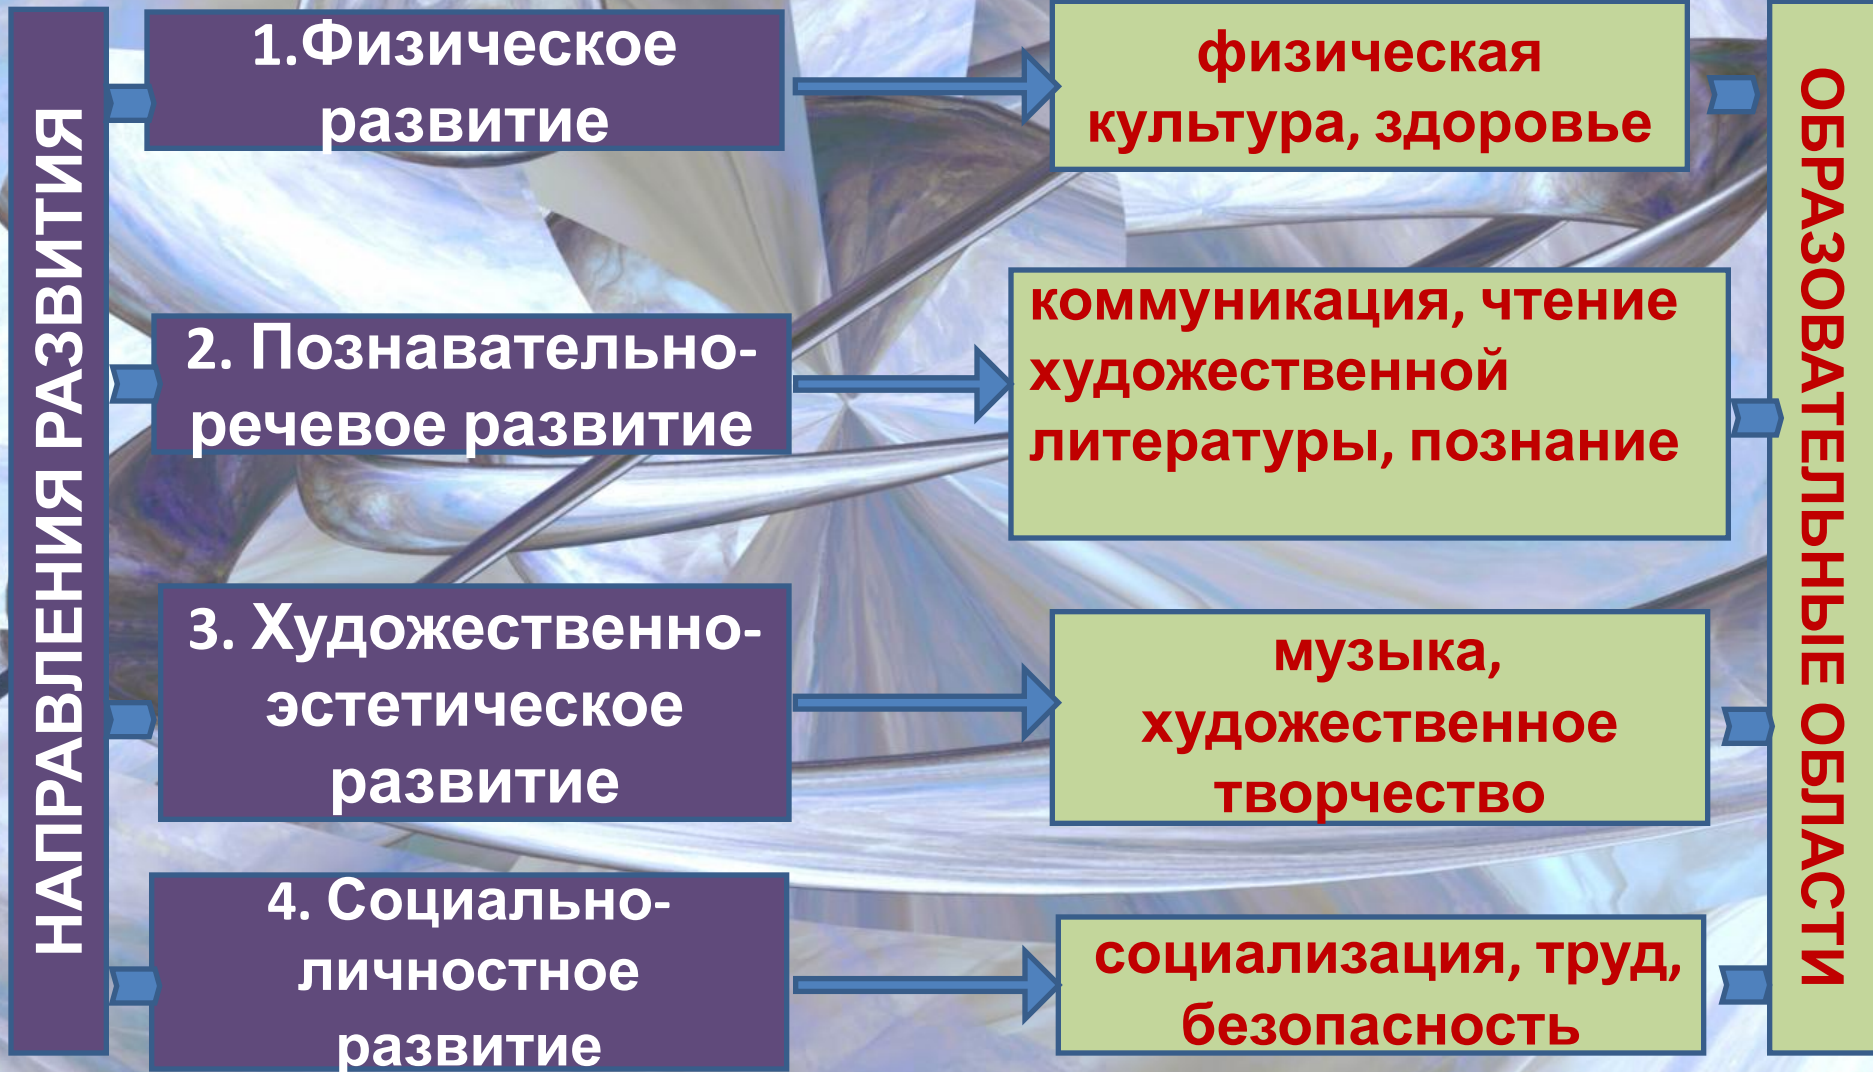 НАПРАВЛЕНИЯ РАЗВИТИЯ
1.Физическое
развитие
физическая
культура, здоровье
2. Познавательно-
речевое развитие
коммуникация, чтение
художественной
литературы, познание
3. Художественно-
эстетическое
развитие
музыка,
художественное
творчество
4. Социально-
личностное
развитие
социализация, труд,
безопасность
ОБРАЗОВАТЕЛЬНЫЕ ОБЛАСТИ